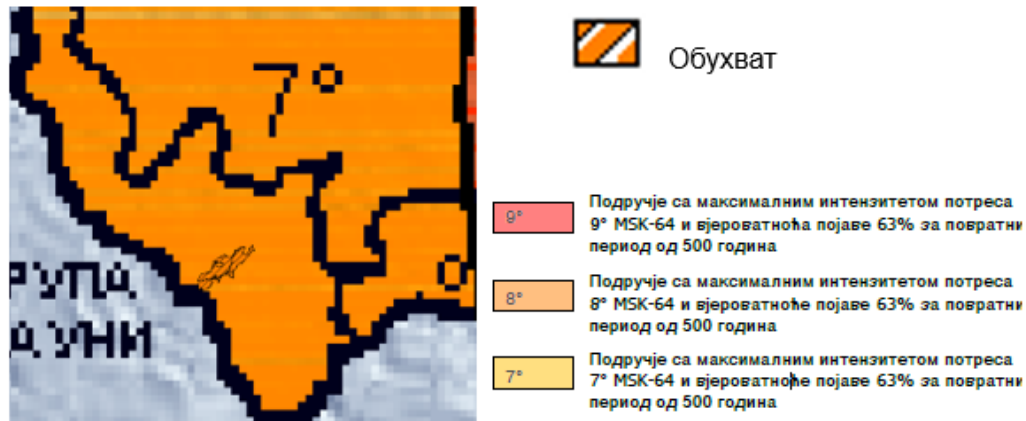 7°
РУПА
УНИ
Обухват
9°
Подручје са максималним интензитетом потреса
9° MSK-64 и вјероватноћа појаве 63% за повратни
период од 500 година
8°
Подручје са максималним интензитетом потреса
8° MSK-64 и вјероватноће појаве 63% за повратни
период од 500 година
7°
Подручје са максималним интензитетом потреса
7° MSK-64 и вјероватноће појаве 63% за повратни
период од 500 година